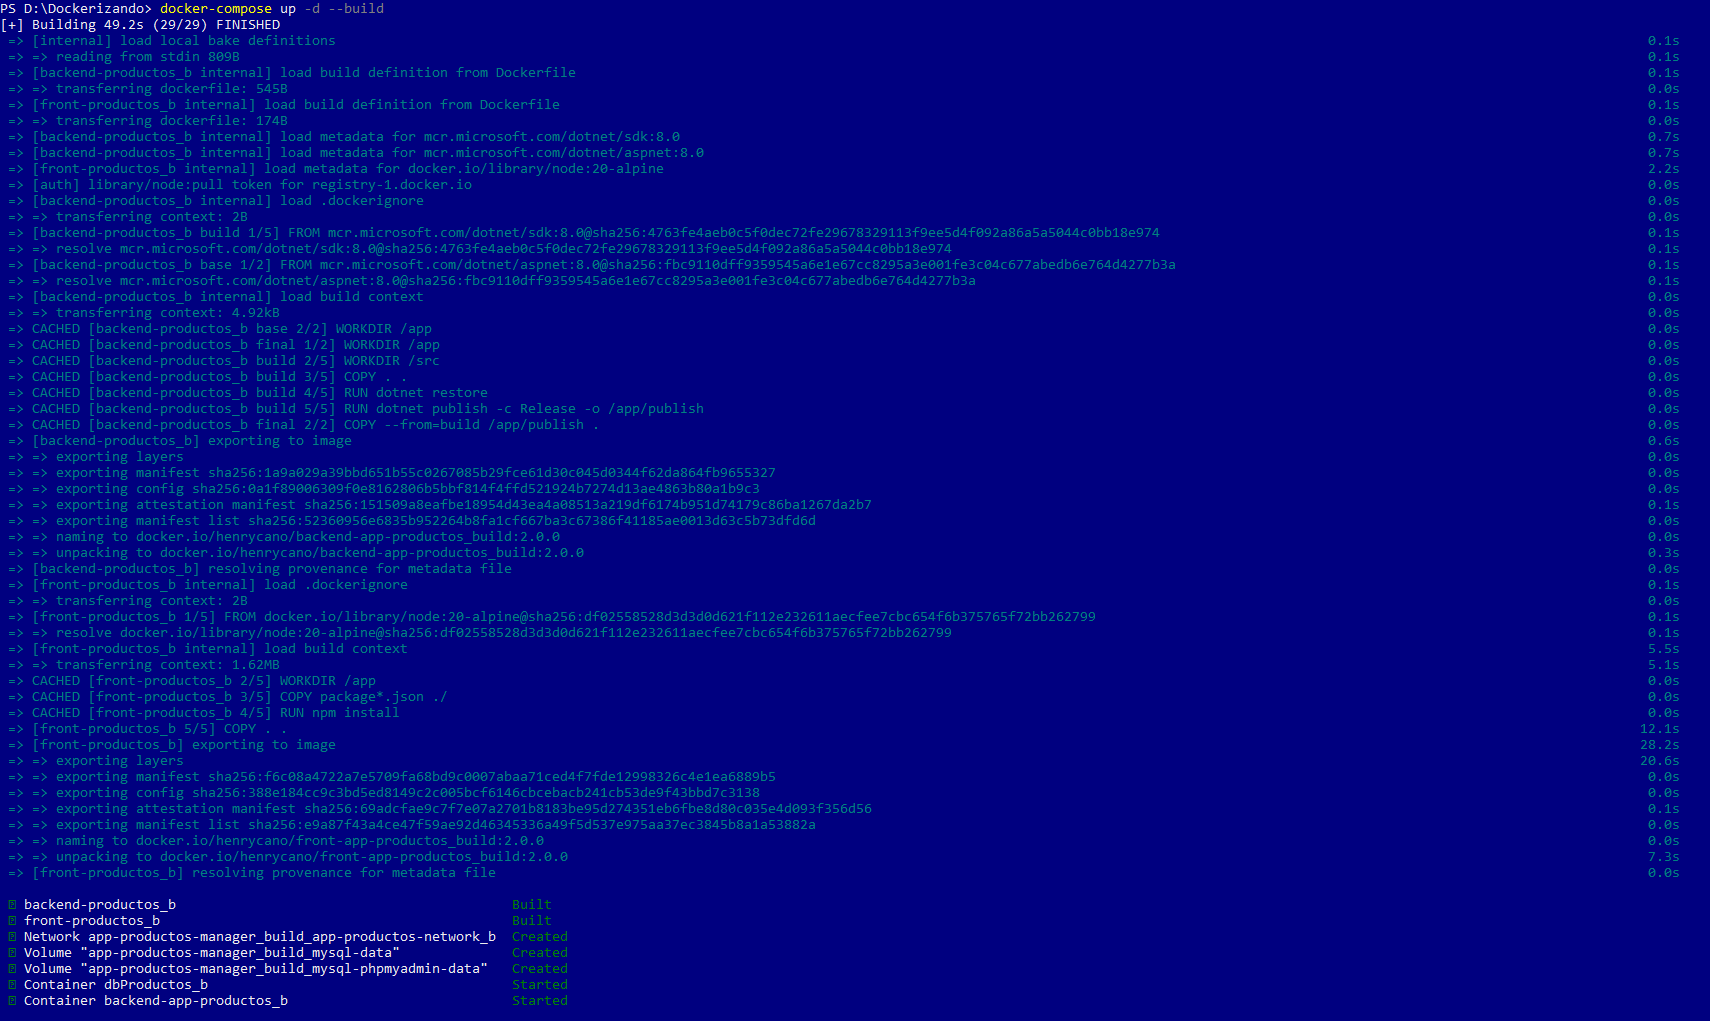 PS D:\Dockerizando> docker-compose up -d --build
[+] Building 49.2s (29/29) FINISHED
=> [internal] load local bake definitions 0.1s
=> => reading from stdin 809B 0.1s
=> [backend-productos_b internal] load build definition from Dockerfile 0.1s
=> => transferring dockerfile: 545B 0.0s
=> [front-productos_b internal] load build definition from Dockerfile 0.1s
=> => transferring dockerfile: 174B 0.0s
=> [backend-productos_b internal] load metadata for mcr.microsoft.com/dotnet/sdk:8.0 0.7s
=> [backend-productos_b internal] load metadata for mcr.microsoft.com/dotnet/aspnet:8.0 0.7s
=> [front-productos_b internal] load metadata for docker.io/library/node:20-alpine 2.2s
=> [auth] library/node:pull token for registry-1.docker.io 0.0s
=> [backend-productos_b internal] load .dockerignore 0.0s
=> => transferring context: 2B 0.0s
=> [backend-productos_b build 1/5] FROM mcr.microsoft.com/dotnet/sdk:8.0@sha256:4763fe4aeb0c5f0dec72fe29678329113f9ee5d4f092a86a5a5044c0bb18e974 0.1s
=> => resolve mcr.microsoft.com/dotnet/sdk:8.0@sha256:4763fe4aeb0c5f0dec72fe29678329113f9ee5d4f092a86a5a5044c0bb18e974 0.1s
=> [backend-productos_b base 1/2] FROM mcr.microsoft.com/dotnet/aspnet:8.0@sha256:fbc9110dff9359545a6e1e67cc8295a3e001fe3c04c677abedb6e764d4277b3a 0.1s
=> => resolve mcr.microsoft.com/dotnet/aspnet:8.0@sha256:fbc9110dff9359545a6e1e67cc8295a3e001fe3c04c677abedb6e764d4277b3a 0.1s
=> [backend-productos_b internal] load build context 0.0s
=> => transferring context: 4.92kB 0.0s
=> CACHED [backend-productos_b base 2/2] WORKDIR /app 0.0s
=> CACHED [backend-productos_b final 1/2] WORKDIR /app 0.0s
=> CACHED [backend-productos_b build 2/5] WORKDIR /src 0.0s
=> CACHED [backend-productos_b build 3/5] COPY . . 0.0s
=> CACHED [backend-productos_b build 4/5] RUN dotnet restore 0.0s
=> CACHED [backend-productos_b build 5/5] RUN dotnet publish -c Release -o /app/publish 0.0s
=> CACHED [backend-productos_b final 2/2] COPY --from=build /app/publish . 0.0s
=> [backend-productos_b] exporting to image 0.6s
=> => exporting layers 0.0s
=> => exporting manifest sha256:1a9a029a39bbd651b55c0267085b29fce61d30c045d0344f62da864fb9655327 0.0s
=> => exporting config sha256:0a1f89006309f0e8162806b5bbf814f4ffd521924b7274d13ae4863b80a1b9c3 0.0s
=> => exporting attestation manifest sha256:151509a8eafbe18954d43ea4a08513a219df6174b951d74179c86ba1267da2b7 0.1s
=> => exporting manifest list sha256:52360956e6835b952264b8fa1cf667ba3c67386f41185ae0013d63c5b73dfd6d 0.0s
=> => naming to docker.io/henrycano/backend-app-productos_build:2.0.0 0.0s
=> => unpacking to docker.io/henrycano/backend-app-productos_build:2.0.0 0.3s
=> [backend-productos_b] resolving provenance for metadata file 0.0s
=> [front-productos_b internal] load .dockerignore 0.1s
=> => transferring context: 2B 0.0s
=> [front-productos_b 1/5] FROM docker.io/library/node:20-alpine@sha256:df02558528d3d3d0d621f112e232611aecfee7cbc654f6b375765f72bb262799 0.1s
=> => resolve docker.io/library/node:20-alpine@sha256:df02558528d3d3d0d621f112e232611aecfee7cbc654f6b375765f72bb262799 0.1s
=> [front-productos_b internal] load build context 5.5s
=> => transferring context: 1.62MB 5.1s
=> CACHED [front-productos_b 2/5] WORKDIR /app 0.0s
=> CACHED [front-productos_b 3/5] COPY package*.json ./ 0.0s
=> CACHED [front-productos_b 4/5] RUN npm install 0.0s
=> [front-productos_b 5/5] COPY . . 12.1s
=> [front-productos_b] exporting to image 28.2s
=> => exporting layers 20.6s
=> => exporting manifest sha256:f6c08a4722a7e5709fa68bd9c0007abaa71ced4f7fde12998326c4e1ea6889b5 0.0s
=> => exporting config sha256:388e184cc9c3bd5ed8149c2c005bcf6146cbcebacb241cb53de9f43bbd7c3138 0.0s
=> => exporting attestation manifest sha256:69adcfae9c7f7e07a2701b8183be95d274351eb6fbe8d80c035e4d093f356d56 0.1s
=> => exporting manifest list sha256:e9a87f43a4ce47f59ae92d46345336a49f5d537e975aa37ec3845b8a1a53882a 0.0s
=> => naming to docker.io/henrycano/front-app-productos_build:2.0.0 0.0s
=> => unpacking to docker.io/henrycano/front-app-productos_build:2.0.0 7.3s
=> [front-productos_b] resolving provenance for metadata file 0.0s
backend-productos_b Built
front-productos_b Built
Network app-productos-manager_build_app-productos-network_b Created
Volume "app-productos-manager_build_mysql-data" Created
Volume "app-productos-manager_build_mysql-phpmyadmin-data" Created
Container dbProductos_b Started
Container backend-app-productos_b Started